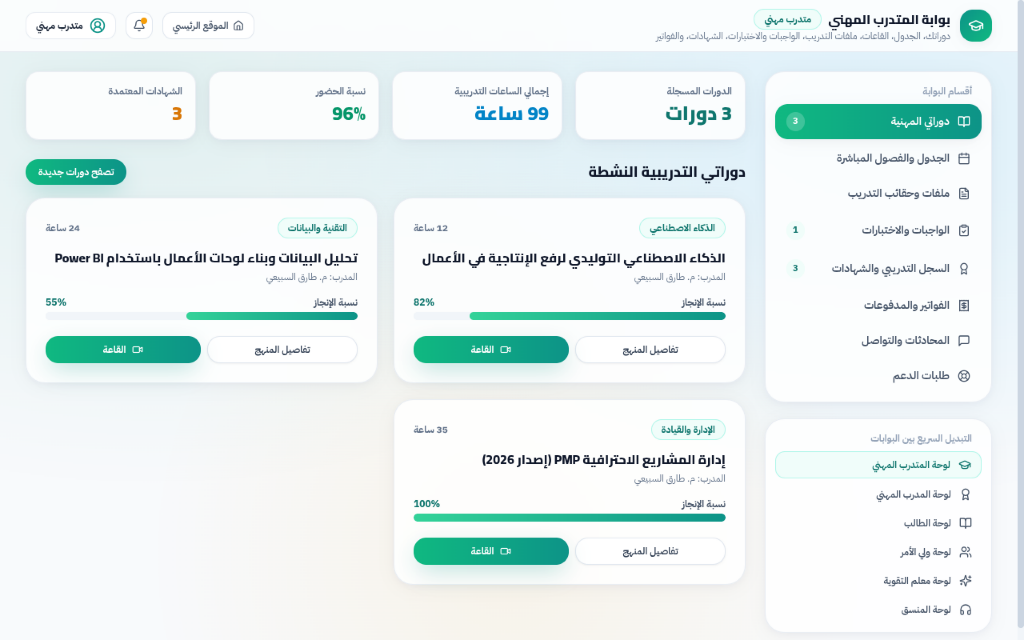 بوابة المتدرب المهني
متدرب مهني
دوراتك، الجدول، القاعات، ملفات التدريب، الواجبات والاختبارات، الشهادات، والفواتير
الموقع الرئيسي
متدرب مهني
أقسام البوابة
دوراتي المهنية
3
الجدول والفصول المباشرة
ملفات وحقائب التدريب
الواجبات والاختبارات
1
السجل التدريبي والشهادات
3
الفواتير والمدفوعات
المحادثات والتواصل
طلبات الدعم
التبديل السريع بين البوابات
لوحة المتدرب المهني
لوحة المدرب المهني
لوحة الطالب
لوحة ولي الأمر
لوحة معلم التقوية
لوحة المنسق
الدورات المسجلة
3 دورات
إجمالي الساعات التدريبية
99 ساعة
نسبة الحضور
96%
الشهادات المعتمدة
3
دوراتي التدريبية النشطة
تصفح دورات جديدة
الذكاء الاصطناعي
12 ساعة
الذكاء الاصطناعي التوليدي لرفع الإنتاجية في الأعمال
المدرب: م. طارق السبيعي
نسبة الإنجاز
82%
تفاصيل المنهج
القاعة
التقنية والبيانات
24 ساعة
تحليل البيانات وبناء لوحات الأعمال باستخدام Power BI
المدرب: م. طارق السبيعي
نسبة الإنجاز
55%
تفاصيل المنهج
القاعة
الإدارة والقيادة
35 ساعة
إدارة المشاريع الاحترافية PMP (إصدار 2026)
المدرب: م. طارق السبيعي
نسبة الإنجاز
100%
تفاصيل المنهج
القاعة